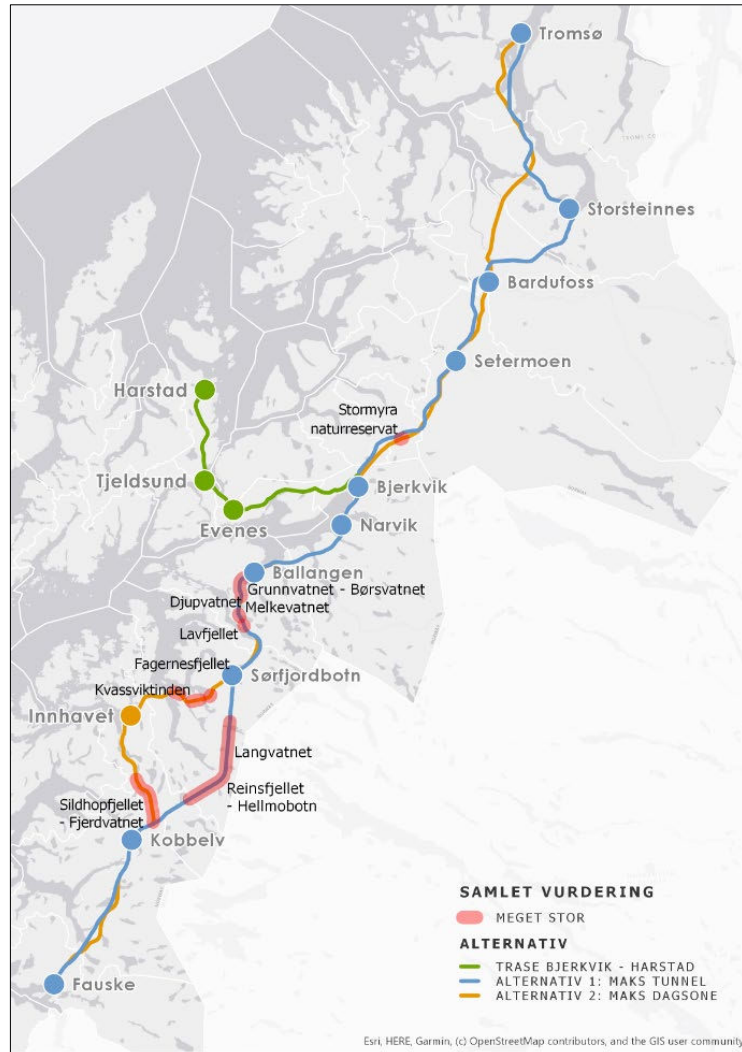 Tromsø
Storsteinnes
Bardufoss
Setermoen
Harstad
Stormyra
naturreservat
Tjeldsund
Bjerkvik
Evenes
Narvik
Ballangen
Grunnvatnet - Børsvatnet
Djupvatnet
Melkevatnet
Lavfjellet
Fagernesfjellet
Sørfjordbotn
Kvassviktinden
Innhavet
Langvatnet
Reinsfjellet
- Hellmobotn
Sildhopfjellet
- Fjerdvatnet
Kobbelv
Fauske
SAMLET VURDERING
MEGET STOR
ALTERNATIV
TRASE BJERKVIK - HARSTAD
ALTERNATIV 1: MAKS TUNNEL
ALTERNATIV 2: MAKS DAGSONE
Esri, HERE, Garmin, (c) OpenStreetMap contributors, and the GIS user community